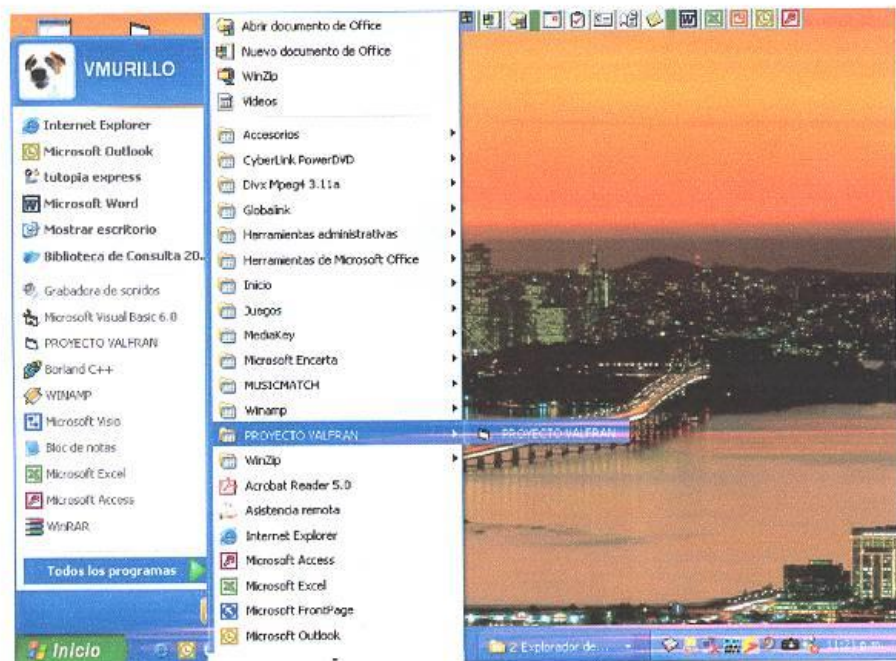 VMURILLO
Internet Explorer
Microsoft Outlook
tutopia express
Microsoft Word
Mostrar escritorio
Biblioteca de Consulta 20..
Grabadora de sonidos
Microsoft Visual Basic 6.0
PROYECTO VALFRAN
Borland C++
WINAMP
Microsoft Visio
Bloc de notas
Microsoft Excel
Microsoft Access
WinRAR
Todos los programas
Inicio
Abrir documento de Office
Nuevo documento de Office
WinZip
Videos
Accesorios
CyberLink PowerDVD
Divx Mpeg4 3.11a
Globalink
Herramientas administrativas
Herramientas de Microsoft Office
Inicio
Juegos
MediaKey
Microsoft Encarta
MUSICMATCH
Winamp
PROYECTO VALFRAN
WinZip
Acrobat Reader 5.0
Asistencia remota
Internet Explorer
Microsoft Access
Microsoft Excel
Microsoft FrontPage
Microsoft Outlook
PROYECTO VALFRAN
2 Explorador de...